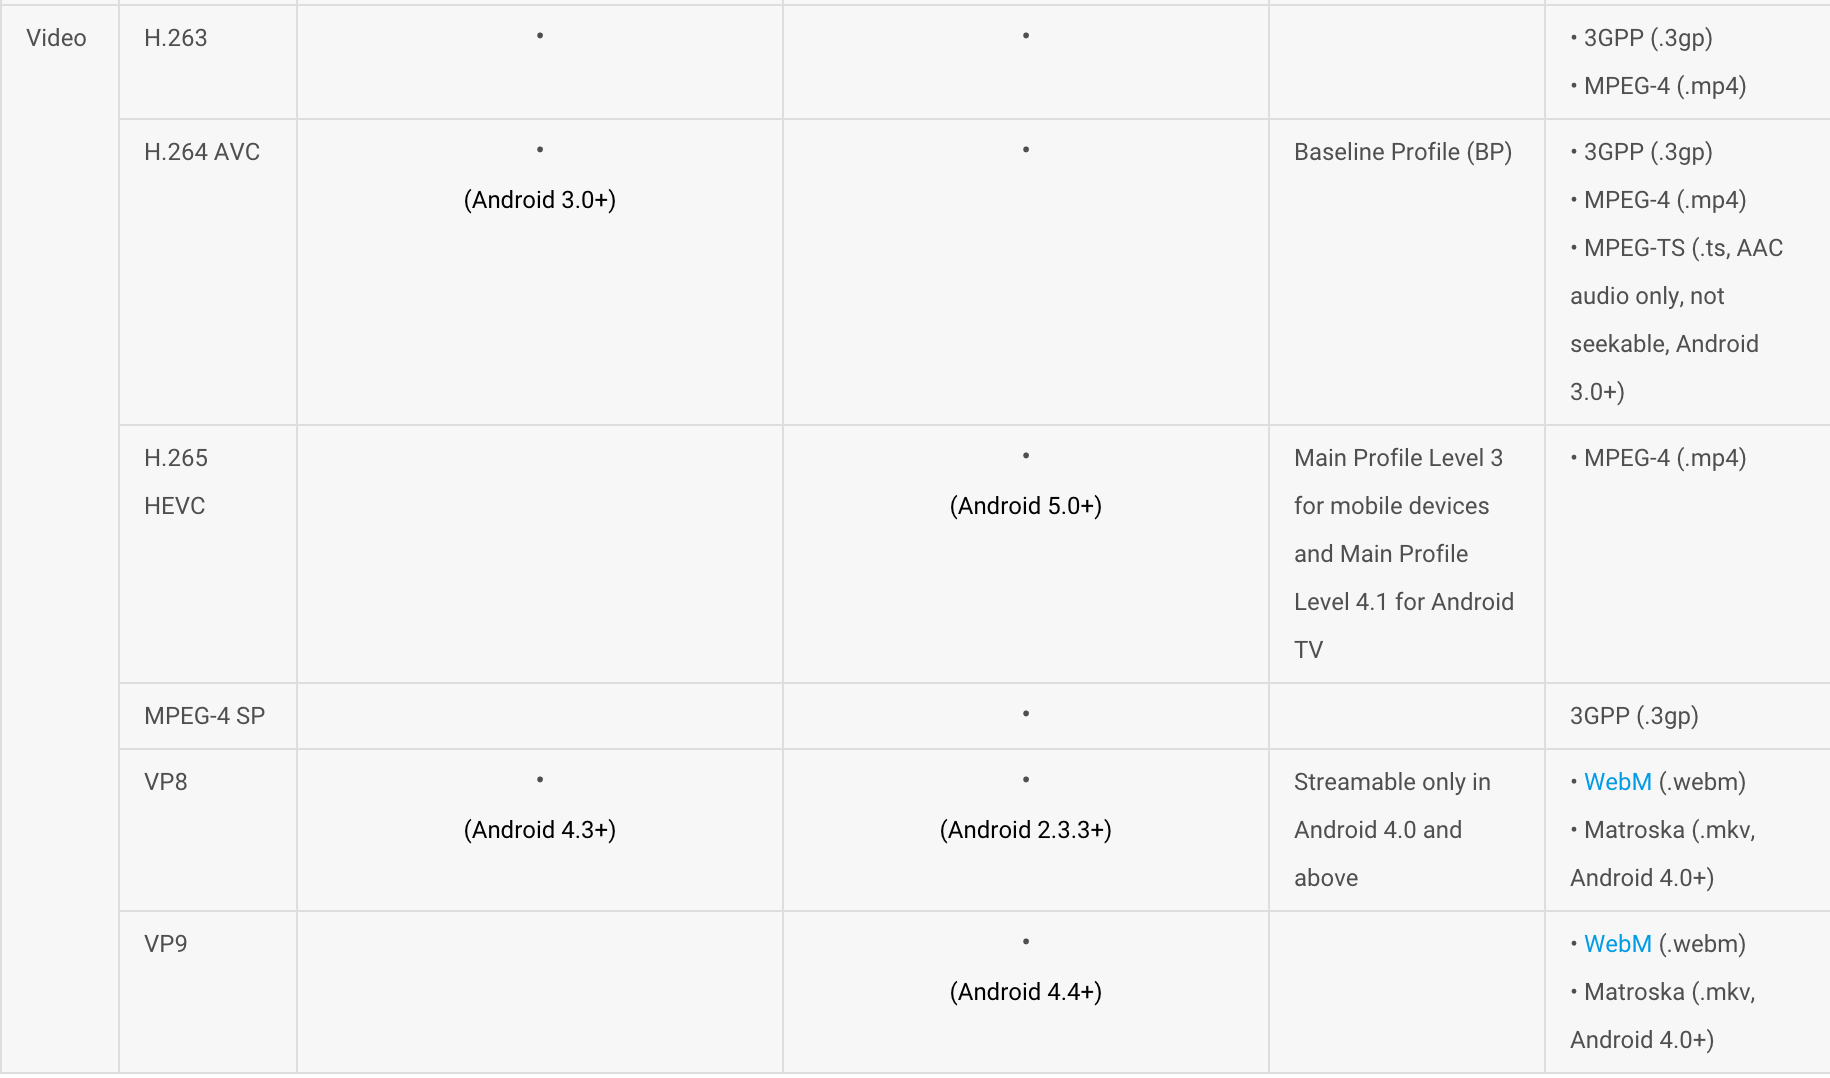 Video
H.263
•
•
• 3GPP (.3gp)
• MPEG-4 (.mp4)
H.264 AVC
•
(Android 3.0+)
•
Baseline Profile (BP)
• 3GPP (.3gp)
• MPEG-4 (.mp4)
• MPEG-TS (.ts, AAC
audio only, not
seekable, Android
3.0+)
H.265
HEVC
•
(Android 5.0+)
Main Profile Level 3
for mobile devices
and Main Profile
Level 4.1 for Android
TV
• MPEG-4 (.mp4)
MPEG-4 SP
•
3GPP (.3gp)
VP8
•
(Android 4.3+)
•
(Android 2.3.3+)
Streamable only in
Android 4.0 and
above
• WebM (.webm)
• Matroska (.mkv,
Android 4.0+)
VP9
•
(Android 4.4+)
• WebM (.webm)
• Matroska (.mkv,
Android 4.0+)